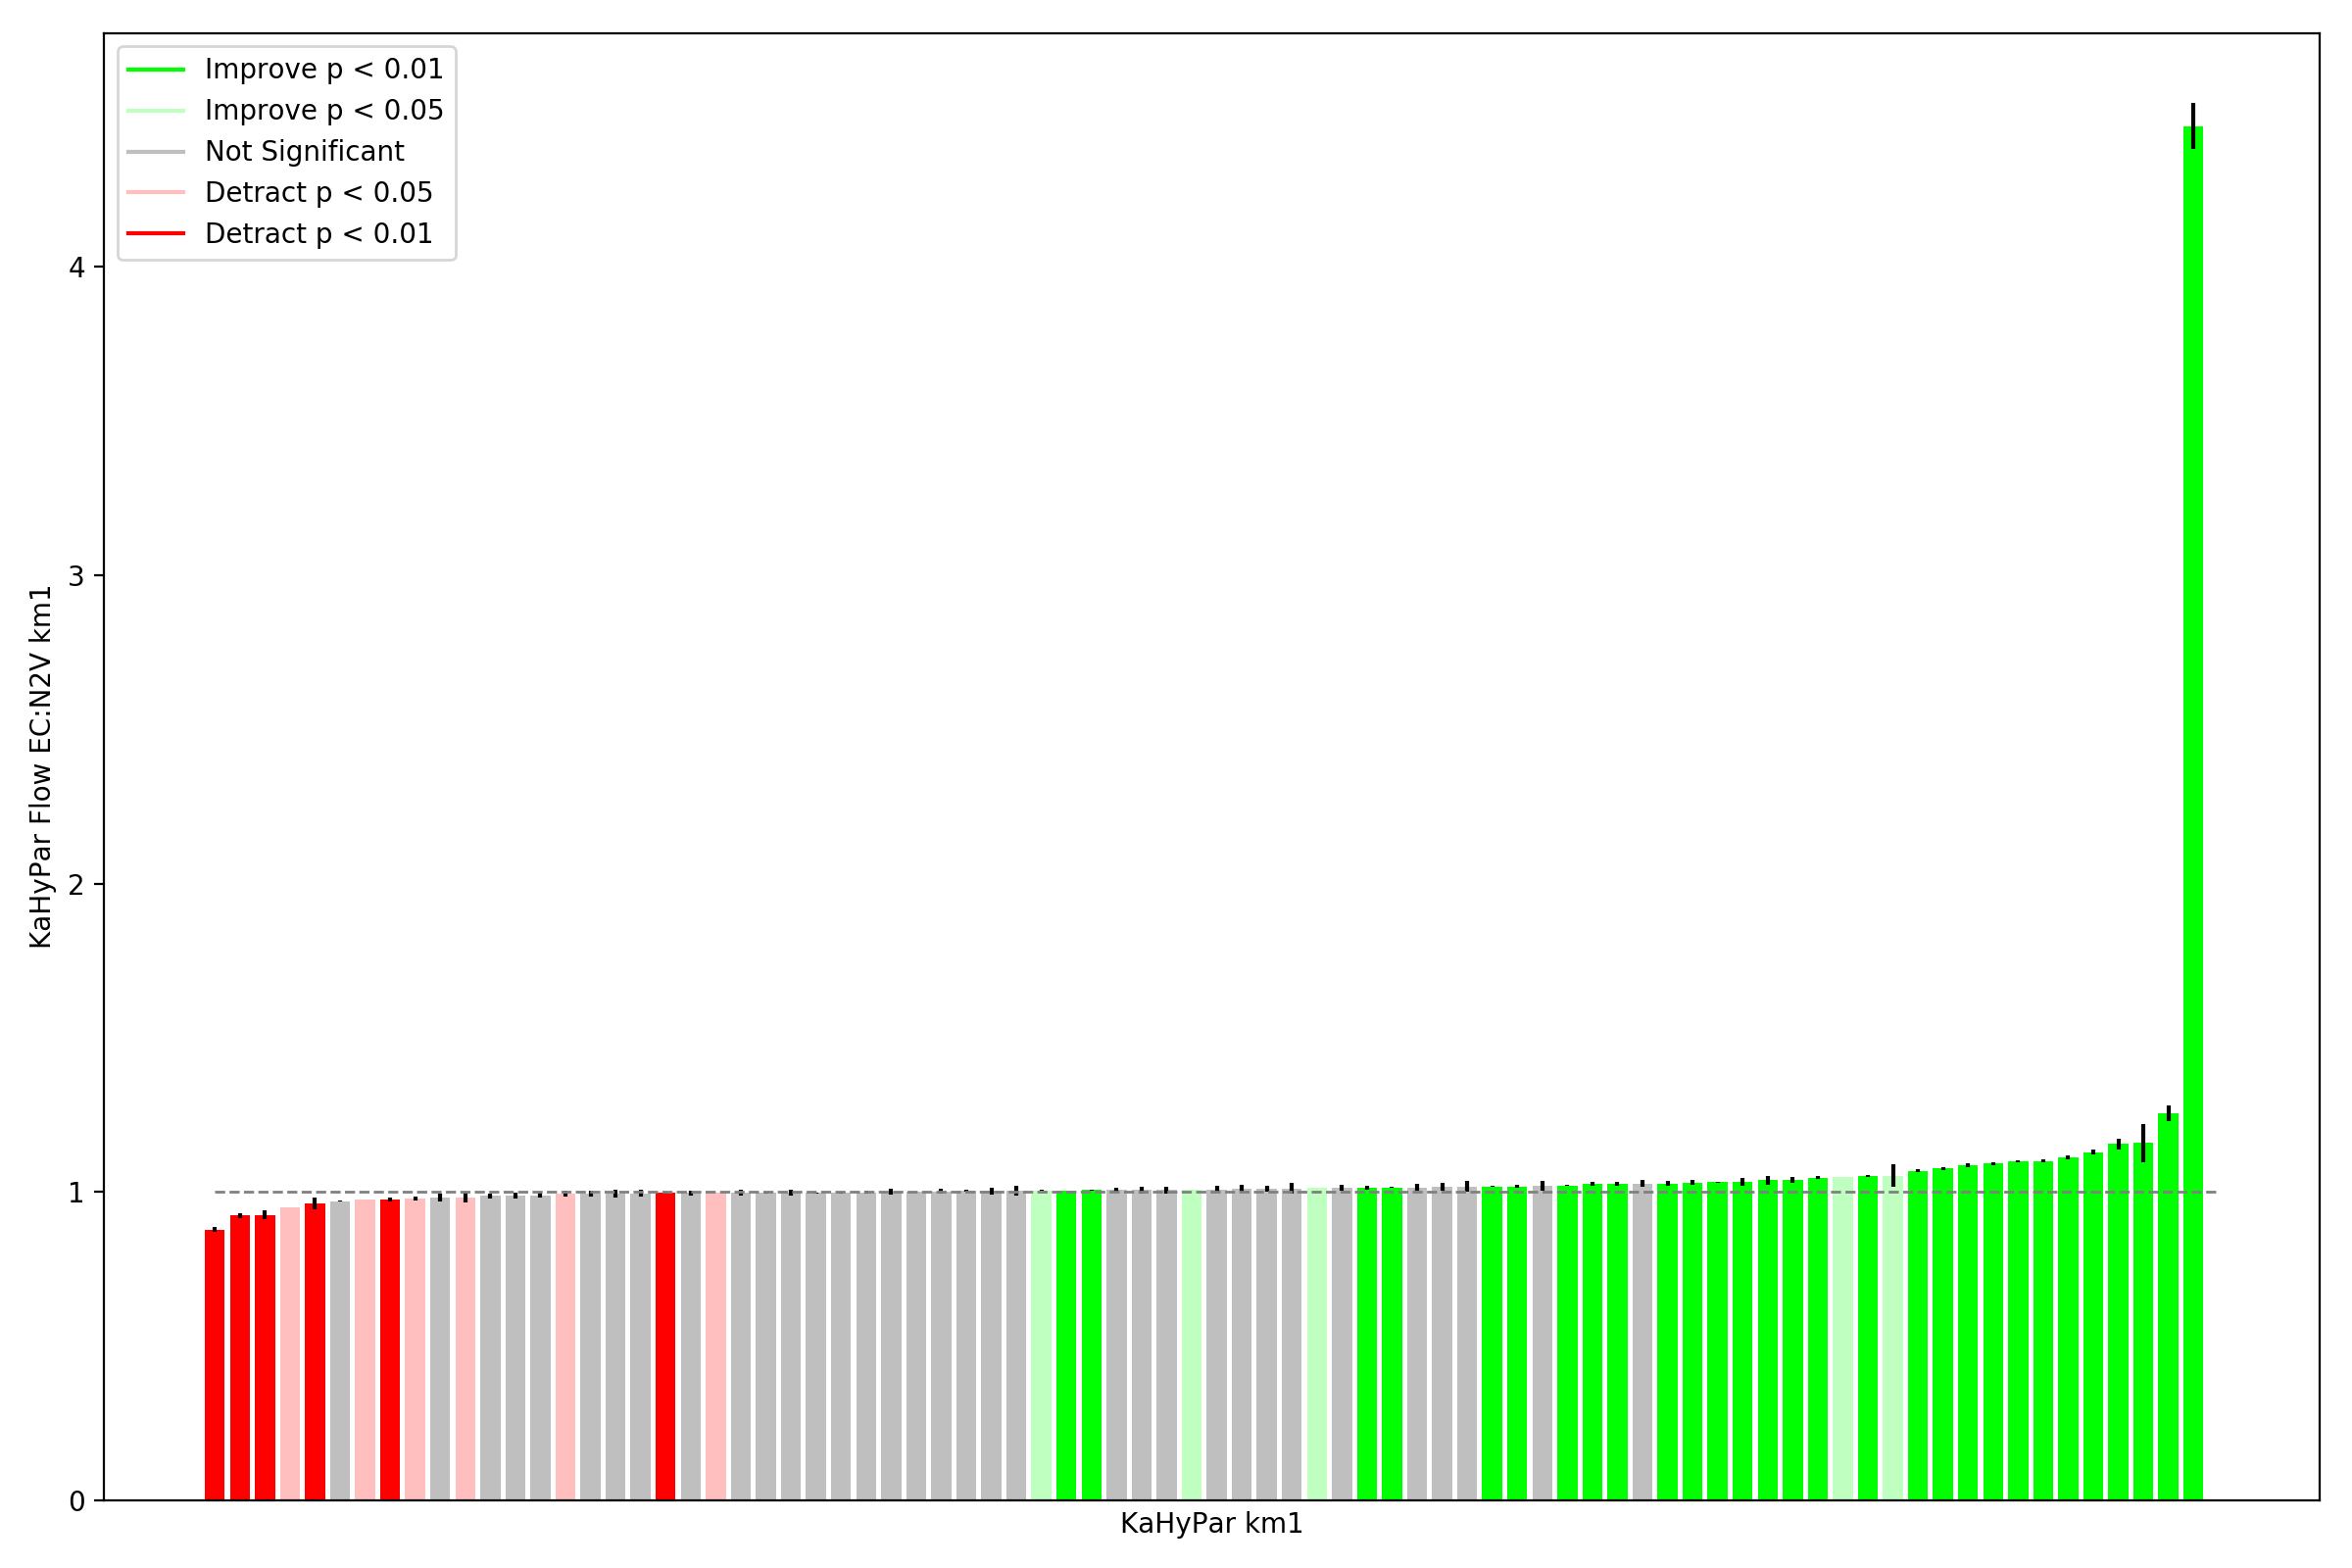 Improve p < 0.01
Improve p < 0.05
Not Significant
Detract p < 0.05
Detract p < 0.01
4
3
2
1
0
KaHyPar Flow EC:N2V km1
KaHyPar km1